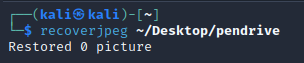 (kali㉿kali)-[~]
$ recoverjpeg ~/Desktop/pendrive
Restored 0 picture